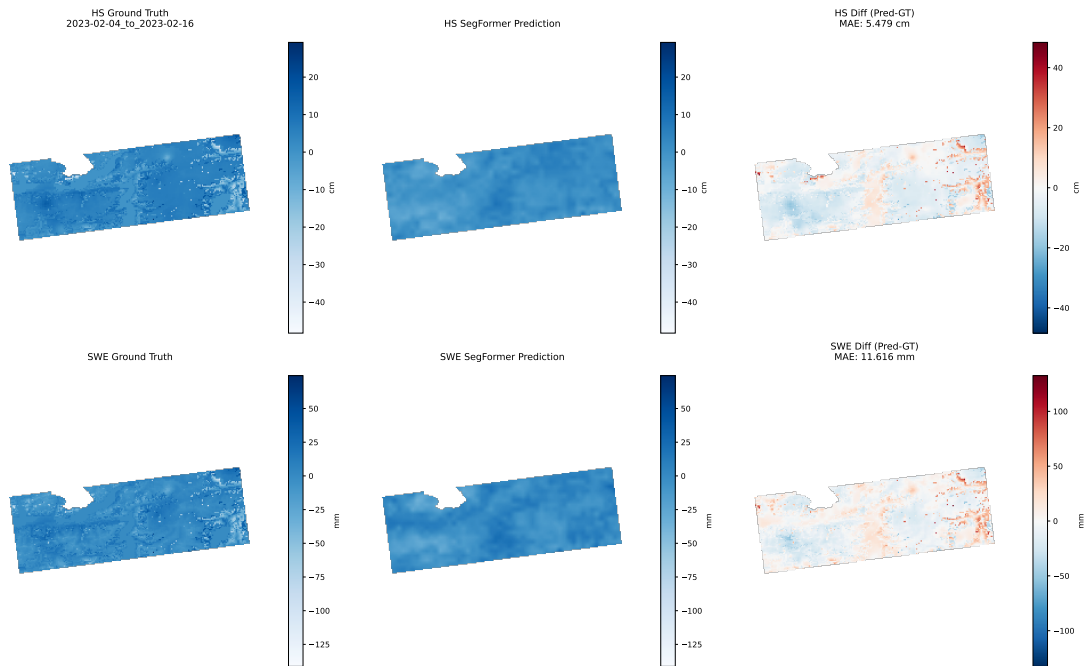 HS Ground Truth
2023-02-04_to_2023-02-16
20
10
0
−10
−20
−30
−40
cm
HS SegFormer Prediction
20
10
0
−10
−20
−30
−40
cm
HS Diff (Pred-GT)
MAE: 5.479 cm
40
20
0
−20
−40
cm
SWE Ground Truth
50
25
0
−25
−50
−75
−100
−125
mm
SWE SegFormer Prediction
50
25
0
−25
−50
−75
−100
−125
mm
SWE Diff (Pred-GT)
MAE: 11.616 mm
100
50
0
−50
−100
mm